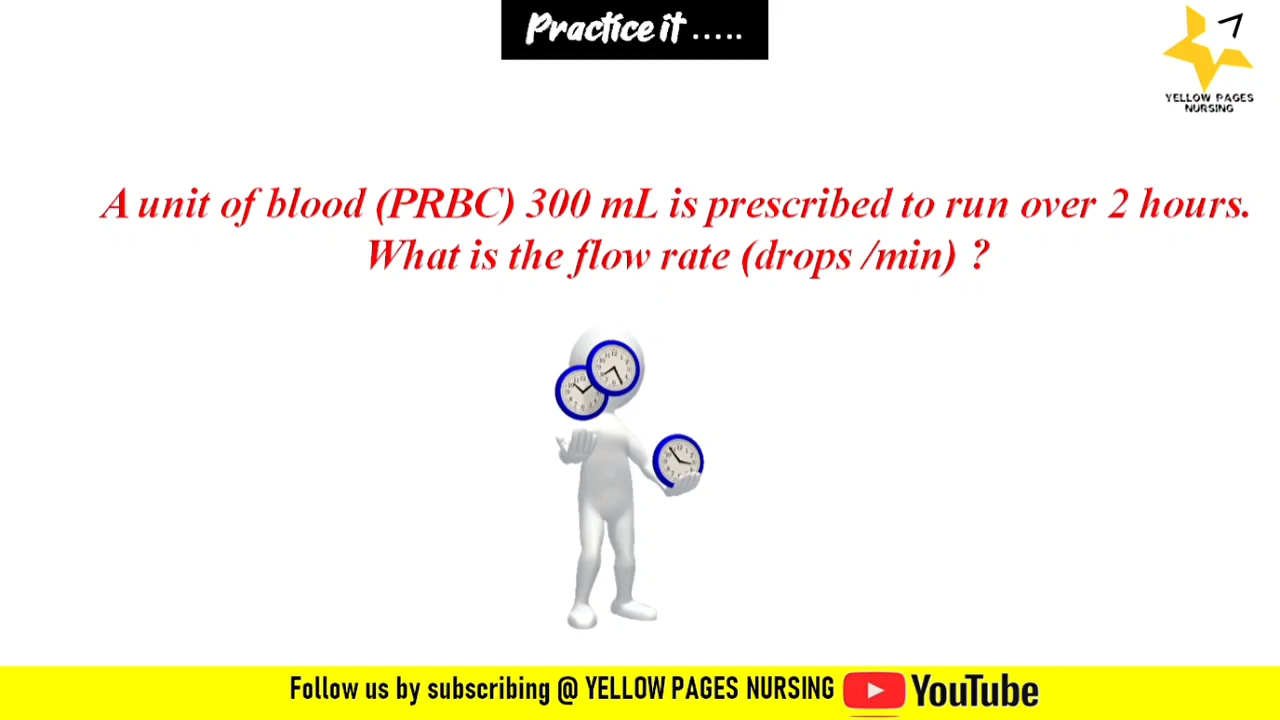 Practice it .....
YELLOW PAGES
NURSING
A unit of blood (PRBC) 300 mL is prescribed to run over 2 hours.
What is the flow rate (drops /min) ?
Follow us by subscribing @ YELLOW PAGES NURSING YouTube